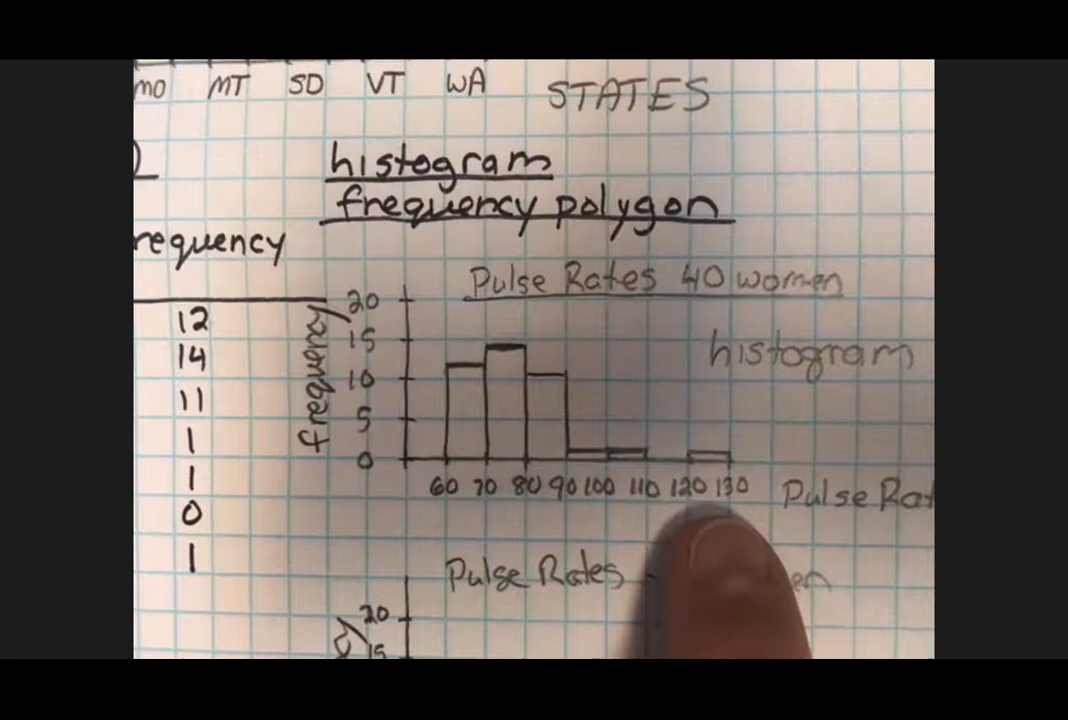 MO MT SD VT WA STATES
histogram
frequency polygon
requency
Pulse Rates 40 women
12
14
11
1
1
0
1
frequency
20
15
10
5
0
histogram
60 70 80 90 100 110 120 130 Pulse Rat
Pulse Rates
20
15